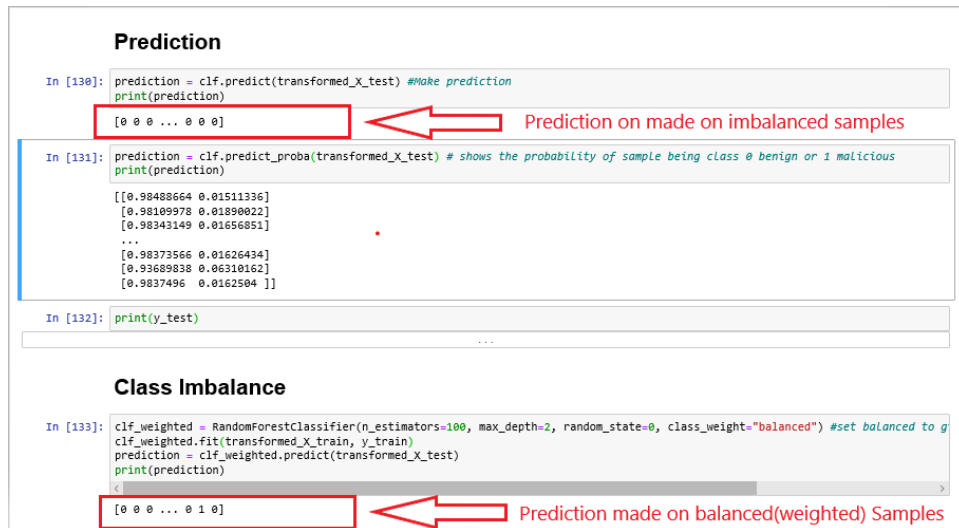 Prediction
In [130]: prediction = clf.predict(transformed_X_test) #Make prediction
print(prediction)
[0 0 0 ... 0 0 0]
Prediction on made on imbalanced samples
In [131]: prediction = clf.predict_proba(transformed_X_test) # shows the probability of sample being class 0 benign or 1 malicious
print(prediction)
[[0.98488664 0.01511336]
[0.98109978 0.01890022]
[0.98343149 0.01656851]
...
[0.98373566 0.01626434]
[0.93689838 0.06310162]
[0.9837496  0.0162504 ]]
In [132]: print(y_test)
...
Class Imbalance
In [133]: clf_weighted = RandomForestClassifier(n_estimators=100, max_depth=2, random_state=0, class_weight="balanced") #set balanced to g
clf_weighted.fit(transformed_X_train, y_train)
prediction = clf_weighted.predict(transformed_X_test)
print(prediction)
[0 0 0 ... 0 1 0]
Prediction made on balanced(weighted) Samples